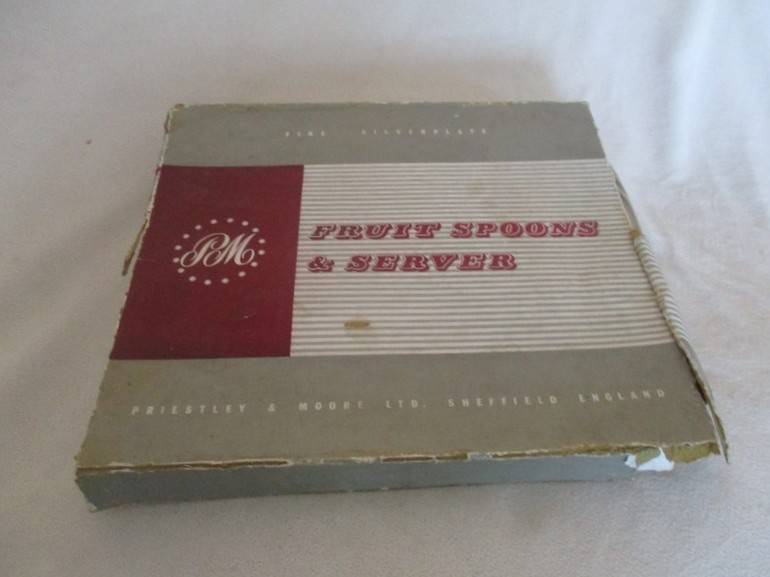 FINE SILVERPLATE
PM
FRUIT SPOONS
& SERVER
PRIESTLEY & MOORE LTD. SHEFFIELD ENGLAND